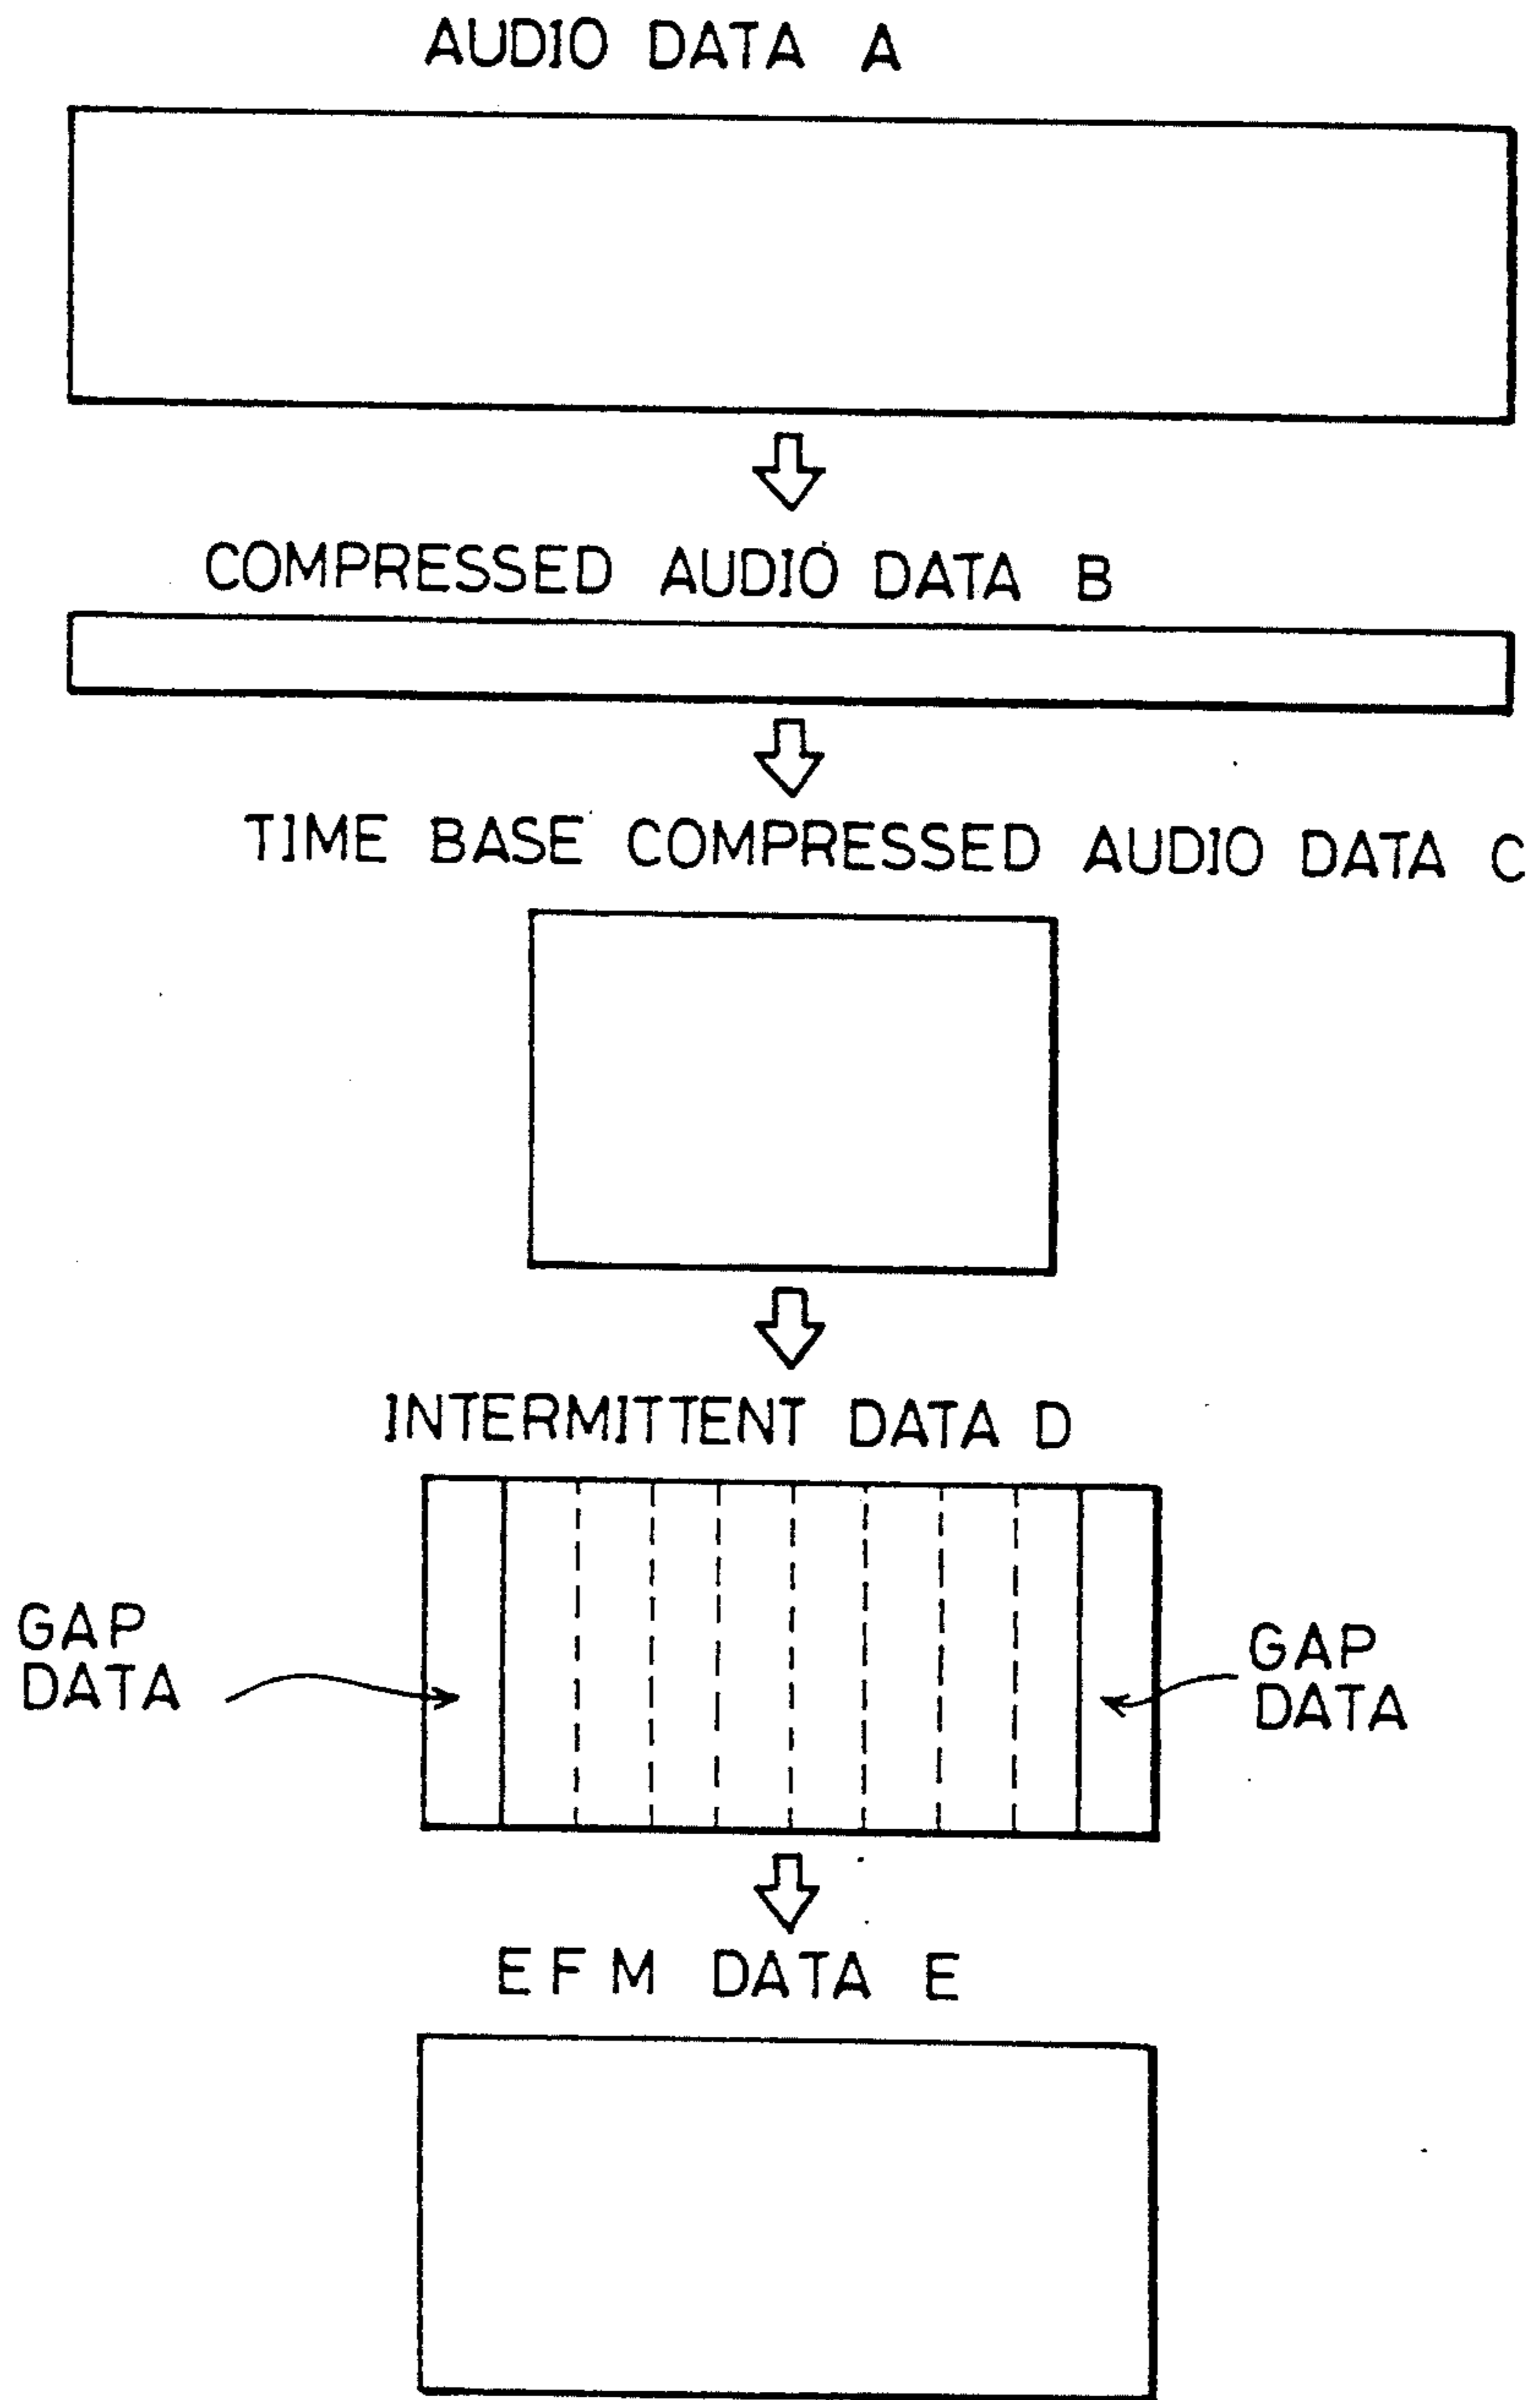 AUDIO DATA A
COMPRESSED AUDIO DATA B
TIME BASE COMPRESSED AUDIO DATA C
INTERMITTENT DATA D
GAP
DATA
GAP
DATA
EFM DATA E